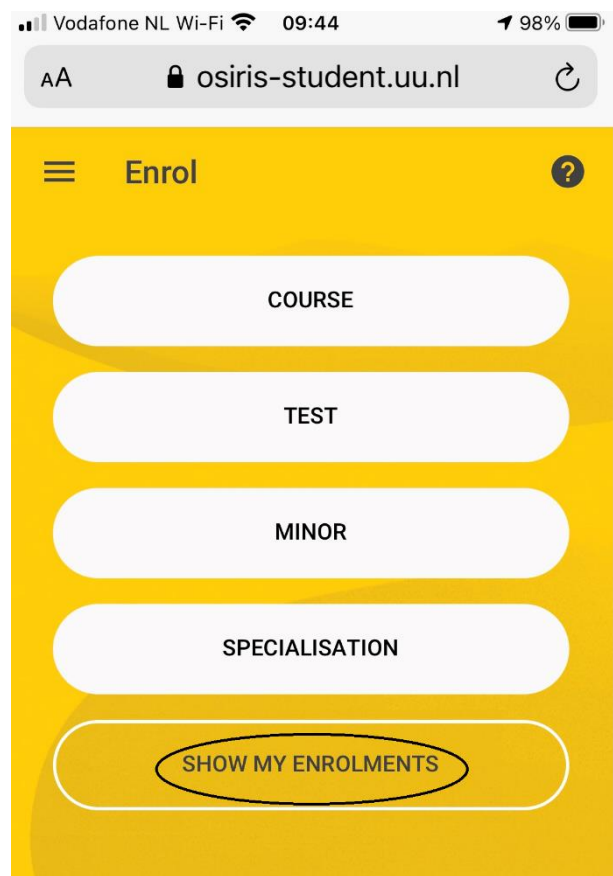 Vodafone NL Wi-Fi 09:44 98%
AA osiris-student.uu.nl
Enrol ?
COURSE
TEST
MINOR
SPECIALISATION
SHOW MY ENROLMENTS